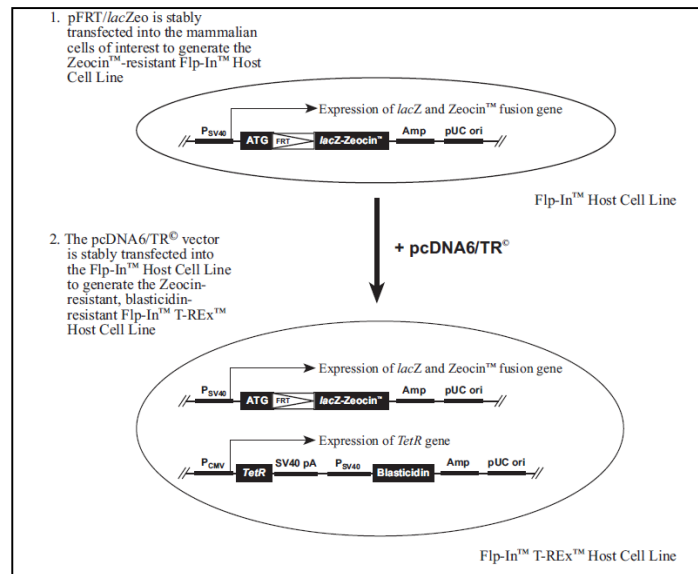 1. pFRT/lacZeo is stably
transfected into the mammalian
cells of interest to generate the
Zeocin™-resistant Flp-In™ Host
Cell Line
Expression of lacZ and Zeocin™ fusion gene
PSV40 Amp pUC ori
// ATG FRT lacZ-Zeocin™ //
Flp-In™ Host Cell Line
2. The pcDNA6/TR© vector
is stably transfected into
the Flp-In™ Host Cell Line
to generate the Zeocin-
resistant, blasticidin-
resistant Flp-In™ T-REx™
Host Cell Line
+ pcDNA6/TR©
Expression of lacZ and Zeocin™ fusion gene
PSV40 Amp pUC ori
// ATG FRT lacZ-Zeocin™ //
Expression of TetR gene
PCMV SV40 pA PSV40 Amp pUC ori
// TetR Blasticidin //
Flp-In™ T-REx™ Host Cell Line